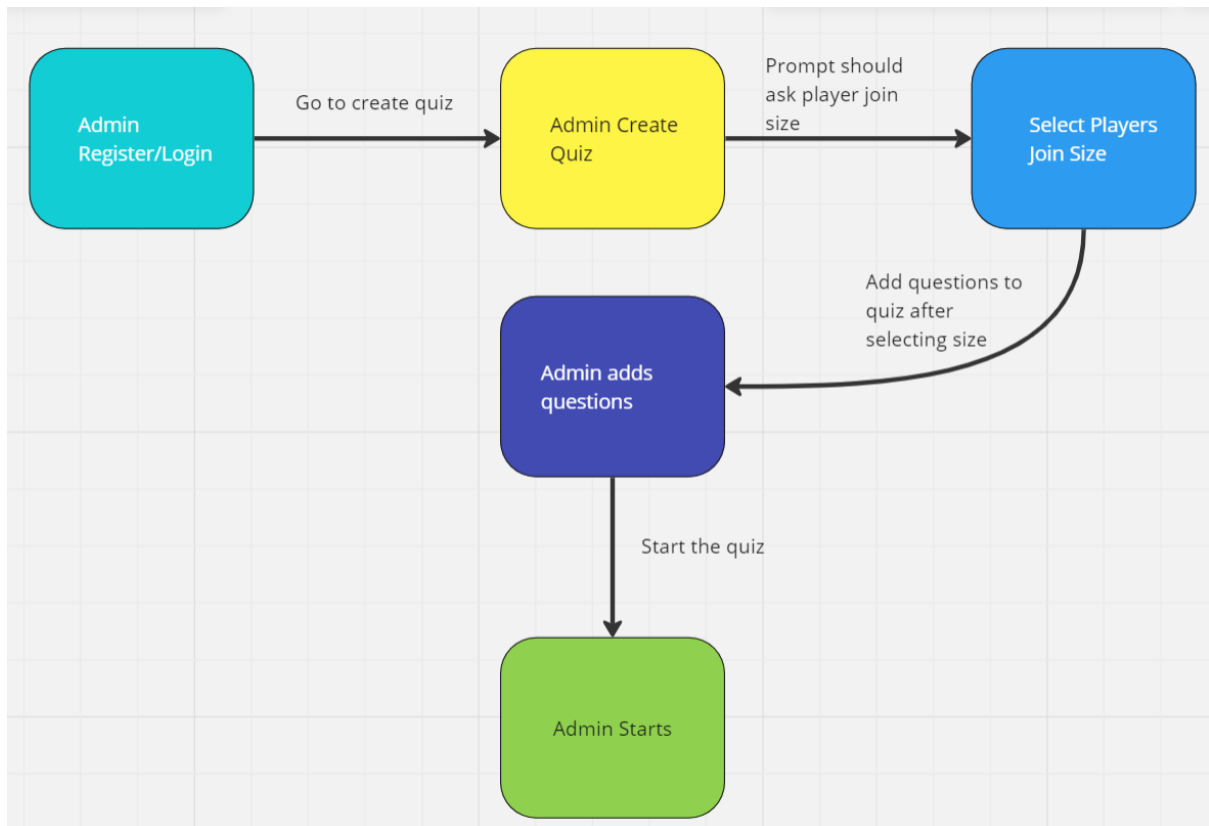 Admin
Register/Login
Go to create quiz
Admin Create
Quiz
Prompt should
ask player join
size
Select Players
Join Size
Add questions to
quiz after
selecting size
Admin adds
questions
Start the quiz
Admin Starts